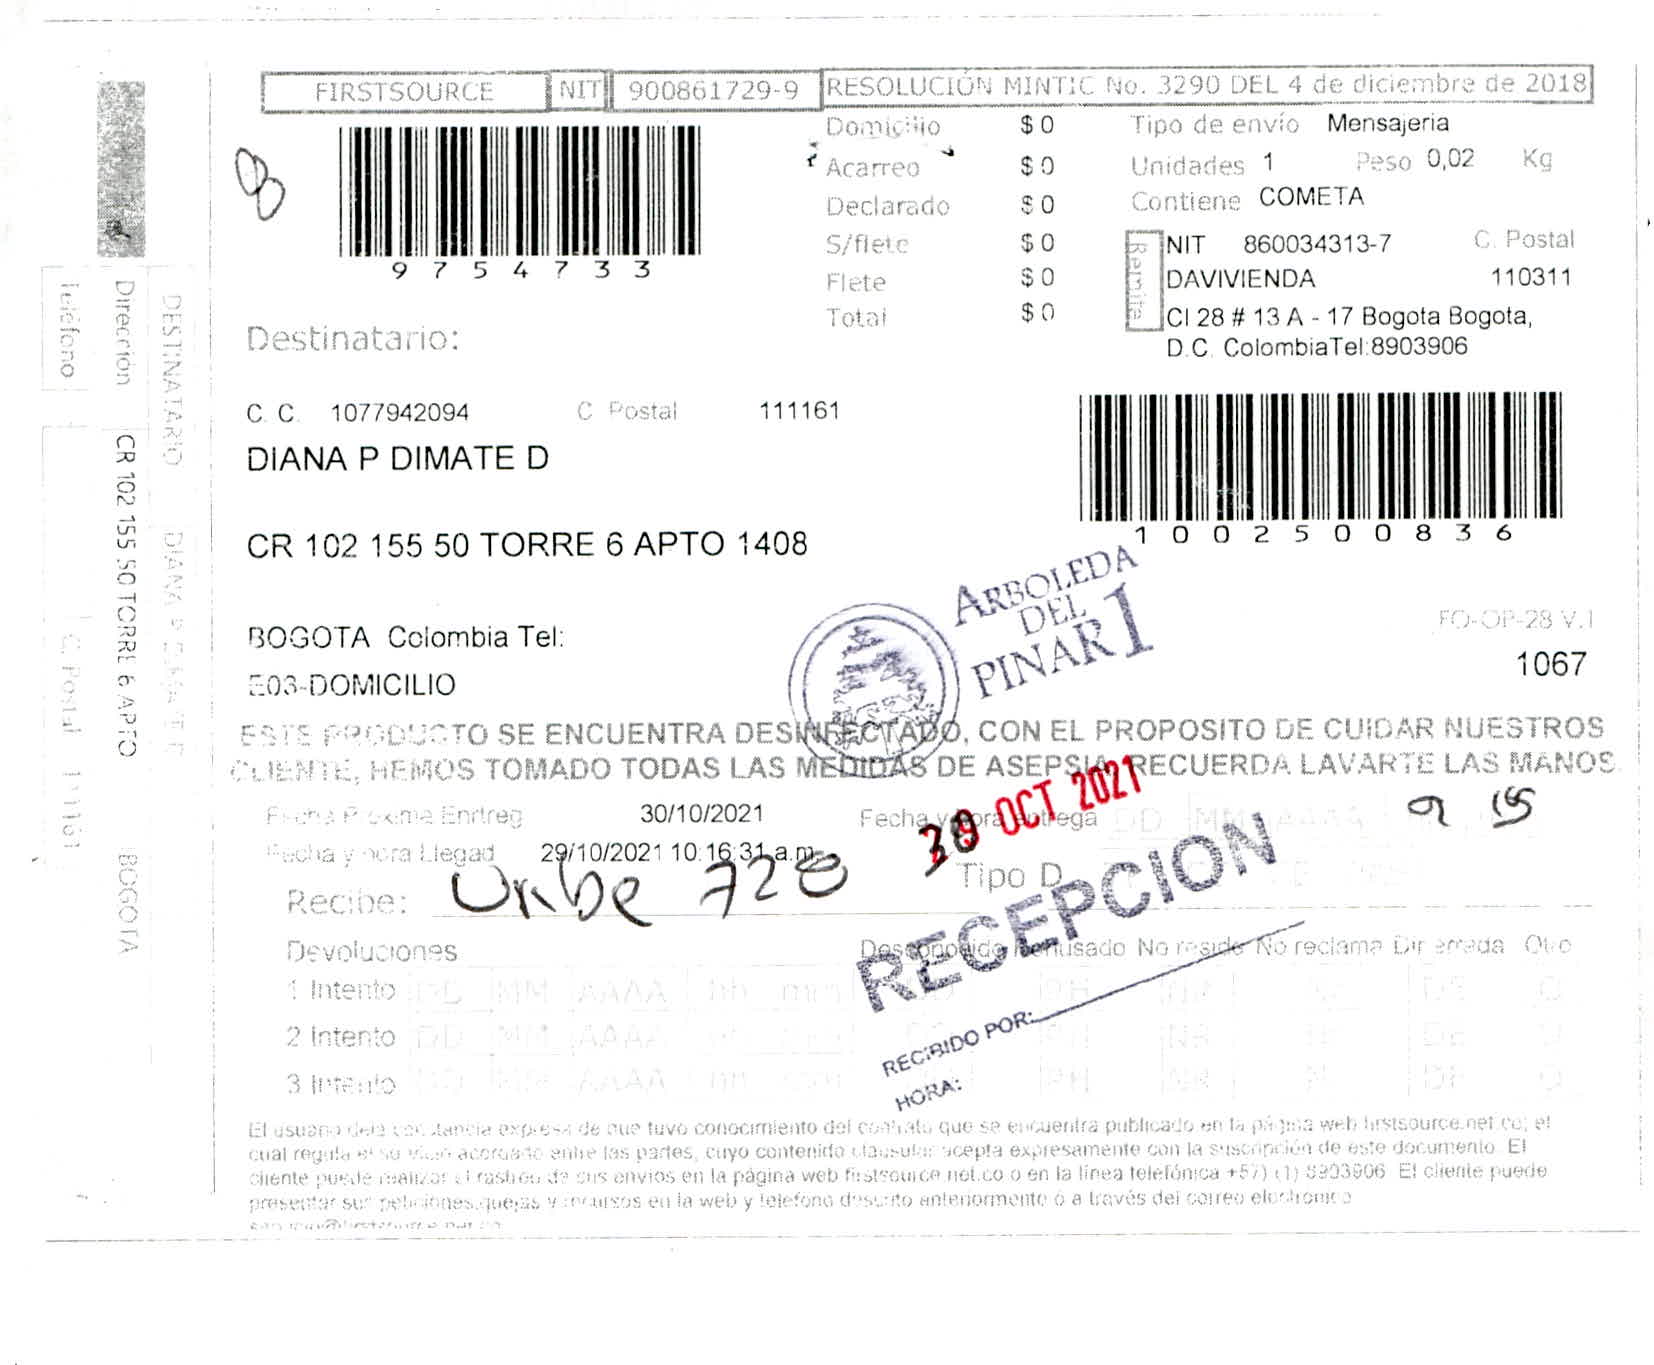 FIRSTSOURCE NIT 900861729-9 RESOLUCIÓN MINTIC No. 3290 DEL 4 de diciembre de 2018
9754733
Domicilio $ 0
Acarreo $ 0
Declarado $ 0
S/flete $ 0
Flete $ 0
Total $ 0
Tipo de envío Mensajeria
Unidades 1 Peso 0,02 Kg
Contiene COMETA
Remite
NIT 860034313-7 C. Postal
DAVIVIENDA 110311
Cl 28 # 13 A - 17 Bogota Bogota,
D.C. ColombiaTel:8903906
Destinatario:
C. C. 1077942094 C Postal 111161
DIANA P DIMATE D
1002500836
CR 102 155 50 TORRE 6 APTO 1408
ARBOLEDA
DEL
PINAR 1
BOGOTA Colombia Tel:
FO-OP-28 V.1
1067
E03-DOMICILIO
ESTE PRODUCTO SE ENCUENTRA DESINFECTADO, CON EL PROPOSITO DE CUIDAR NUESTROS
CLIENTE, HEMOS TOMADO TODAS LAS MEDIDAS DE ASEPSIA, RECUERDA LAVARTE LAS MANOS.
30/10/2021 Fecha y hora entrega DD MM AAAA 9 15
Fecha y hora Llegad 29/10/2021 10:16:31 a.m.
OCT 2021
Tipo D
Recibe: Uribe 728
RECEPCION
RECIBIDO POR:
HORA:
Devoluciones Desconocido Rehusado No reside No reclama Dir errada Otro
1 Intento DD MM AAAA hh mm RH NR DE O
2 Intento DD MM AAAA RH NR DE O
3 Intento DD MM AAAA hh RH NR DE O
El usuario deja constancia expresa de que tuvo conocimiento del contrato que se encuentra publicado en la página web firstsource.net.co; el
cual regula el servicio acordado entre las partes, cuyo contenido clausular acepta expresamente con la suscripción de este documento. El
cliente puede realizar el rastreo de sus envios en la página web firstsource.net.co o en la línea telefónica +57) (1) 8903906 El cliente puede
presentar sus peticiones, quejas y recursos en la web y telefono descrito anteriormente ó a través del correo electronico
DESTINATARIO
Dirección CR 102 155 50 TORRE 6 APTO BOGOTA
Teléfono C. Postal 111161